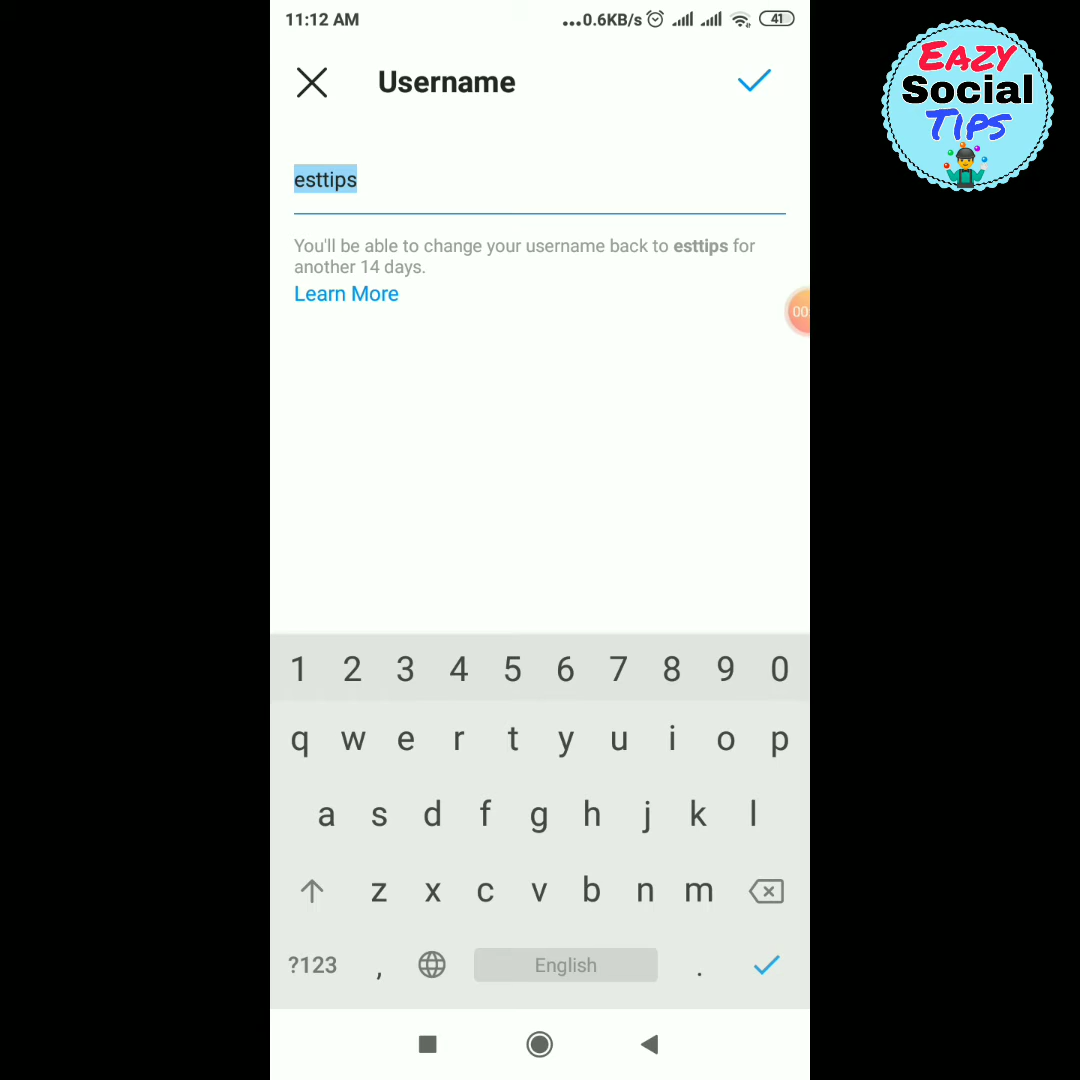 11:12 AM
...0.6KB/s 41
Username
esttips
You'll be able to change your username back to esttips for
another 14 days.
Learn More
00
1 2 3 4 5 6 7 8 9 0
q w e r t y u i o p
a s d f g h j k l
z x c v b n m
?123 , English .
EAZY
Social
TIPS